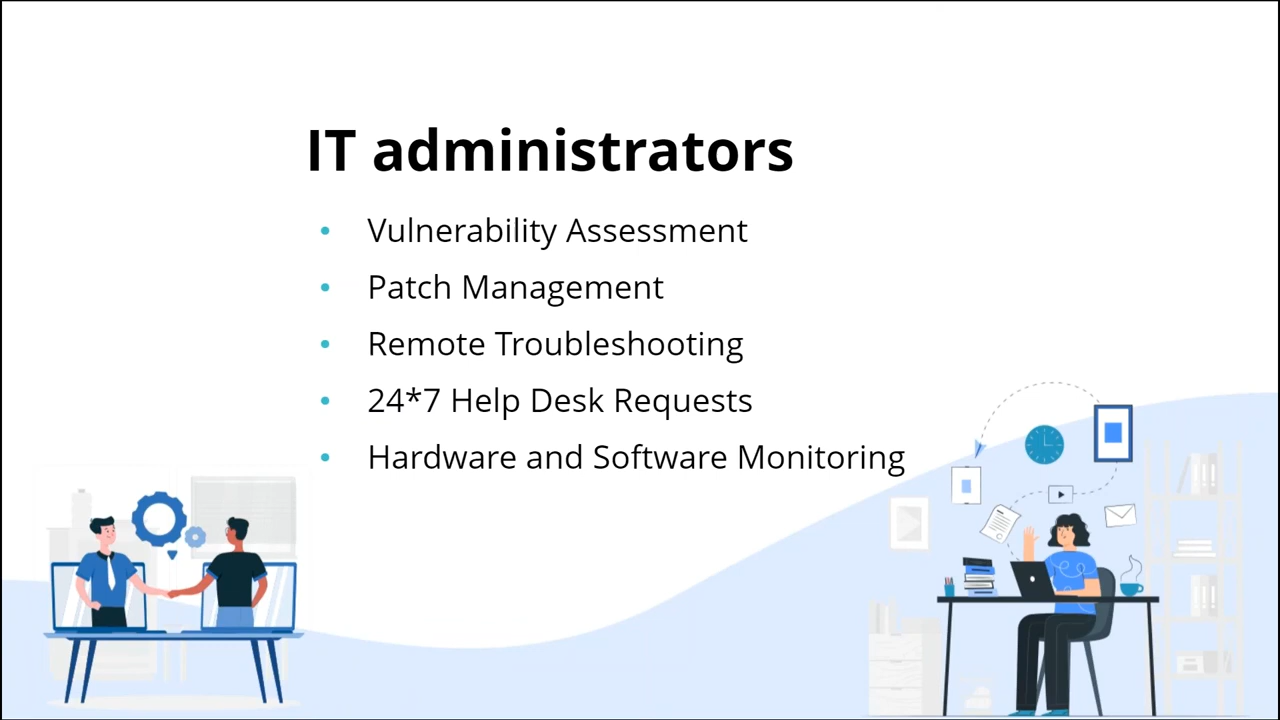 IT administrators
• Vulnerability Assessment
• Patch Management
• Remote Troubleshooting
• 24*7 Help Desk Requests
• Hardware and Software Monitoring